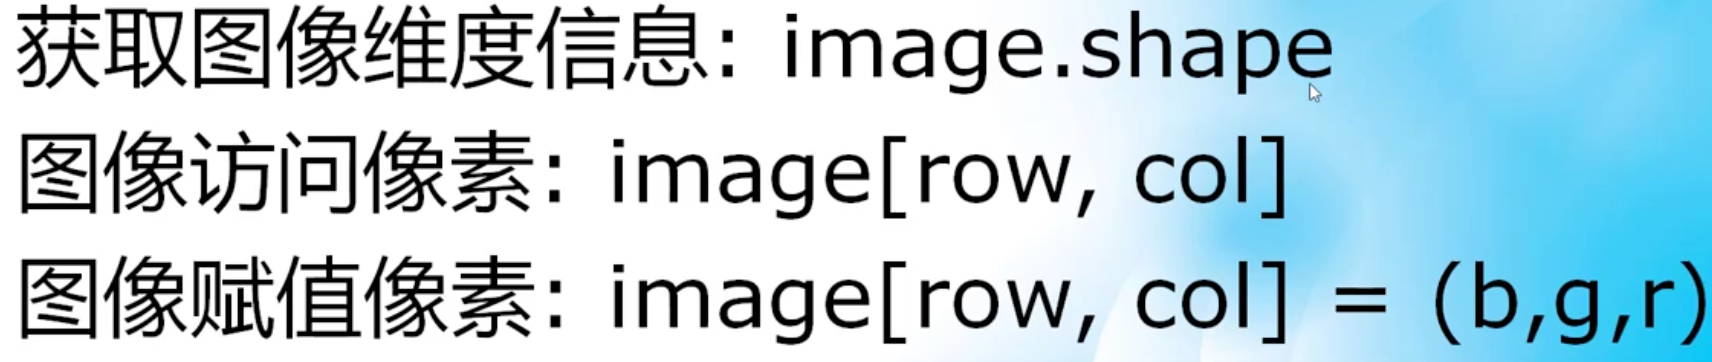 获取图像维度信息: image.shape
图像访问像素: image[row, col]
图像赋值像素: image[row, col] = (b,g,r)